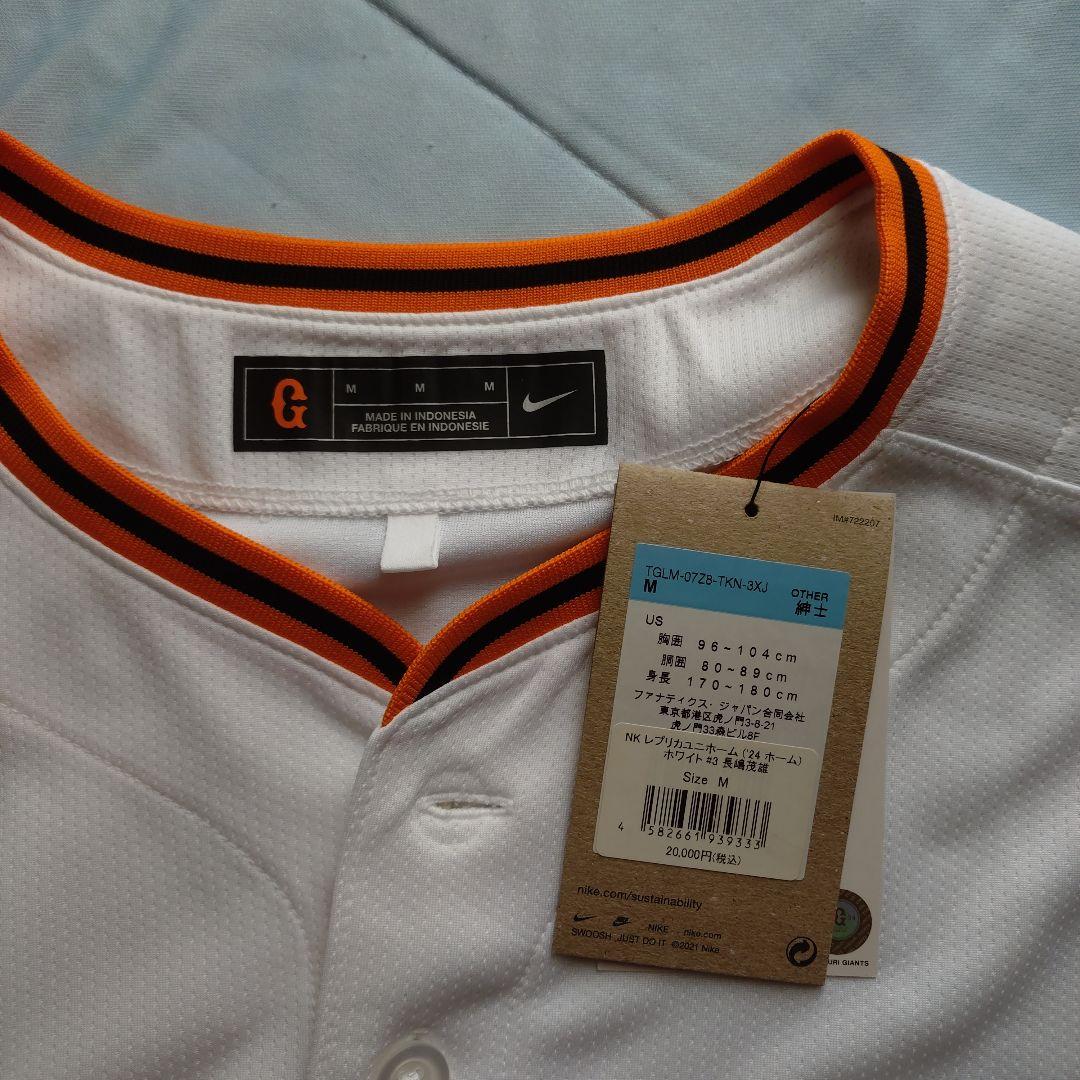 G
M M M
MADE IN INDONESIA
FABRIQUE EN INDONESIE
IM#722207
TGLM-07Z8-TKN-3XJ
M
OTHER
紳士
US
胸囲 96~104cm
胴囲 80~89cm
身長 170~180cm
ファナティクス・ジャパン合同会社
東京都港区虎ノ門3-8-21
虎ノ門33森ビル8F
NK レプリカユニホーム ('24 ホーム)
ホワイト #3 長嶋茂雄
Size M
4 582661 939333
20,000円(税込)
nike.com/sustainability
NIKE nike.com
SWOOSH JUST DO IT ©2021 Nike
G
URI GIANTS